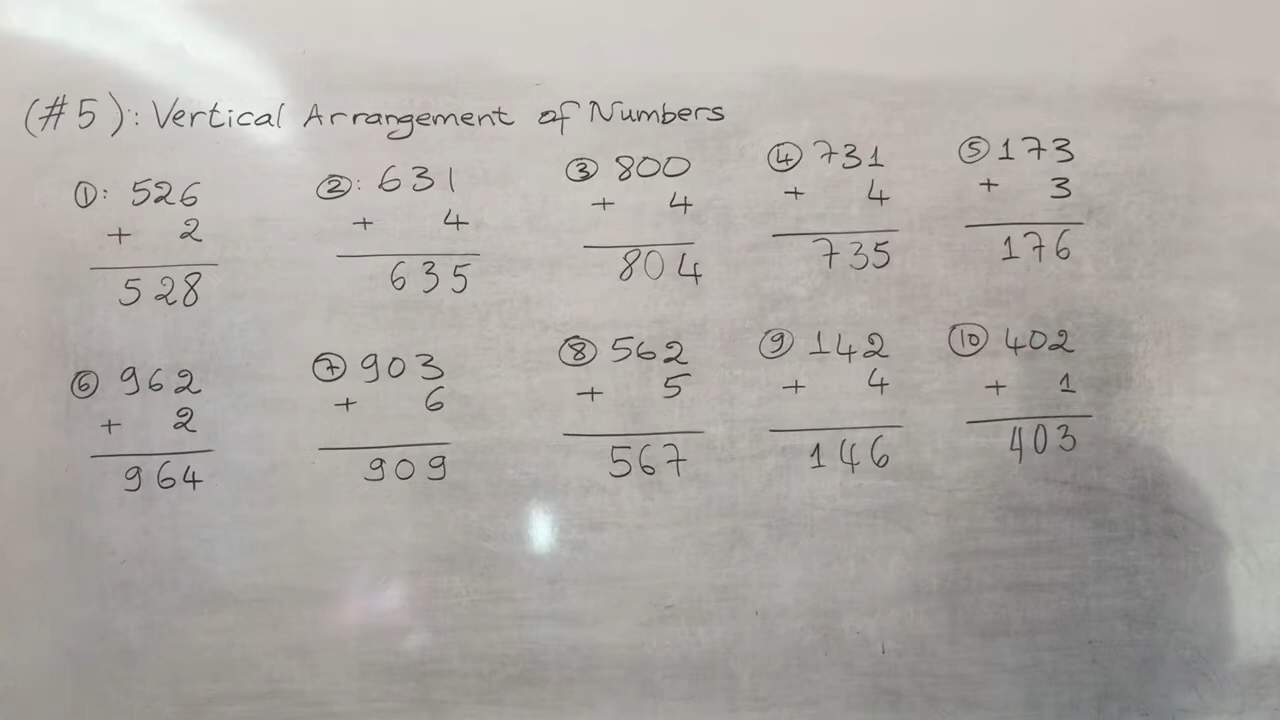 (#5): Vertical Arrangement of Numbers
①: 526 ②: 631 ③ 800 ④ 731 ⑤ 173
+ 2 + 4 + 4 + 4 + 3
528 635 804 735 176
⑥ 962 ⑦ 903 ⑧ 562 ⑨ 142 ⑩ 402
+ 2 + 6 + 5 + 4 + 1
964 909 567 146 403